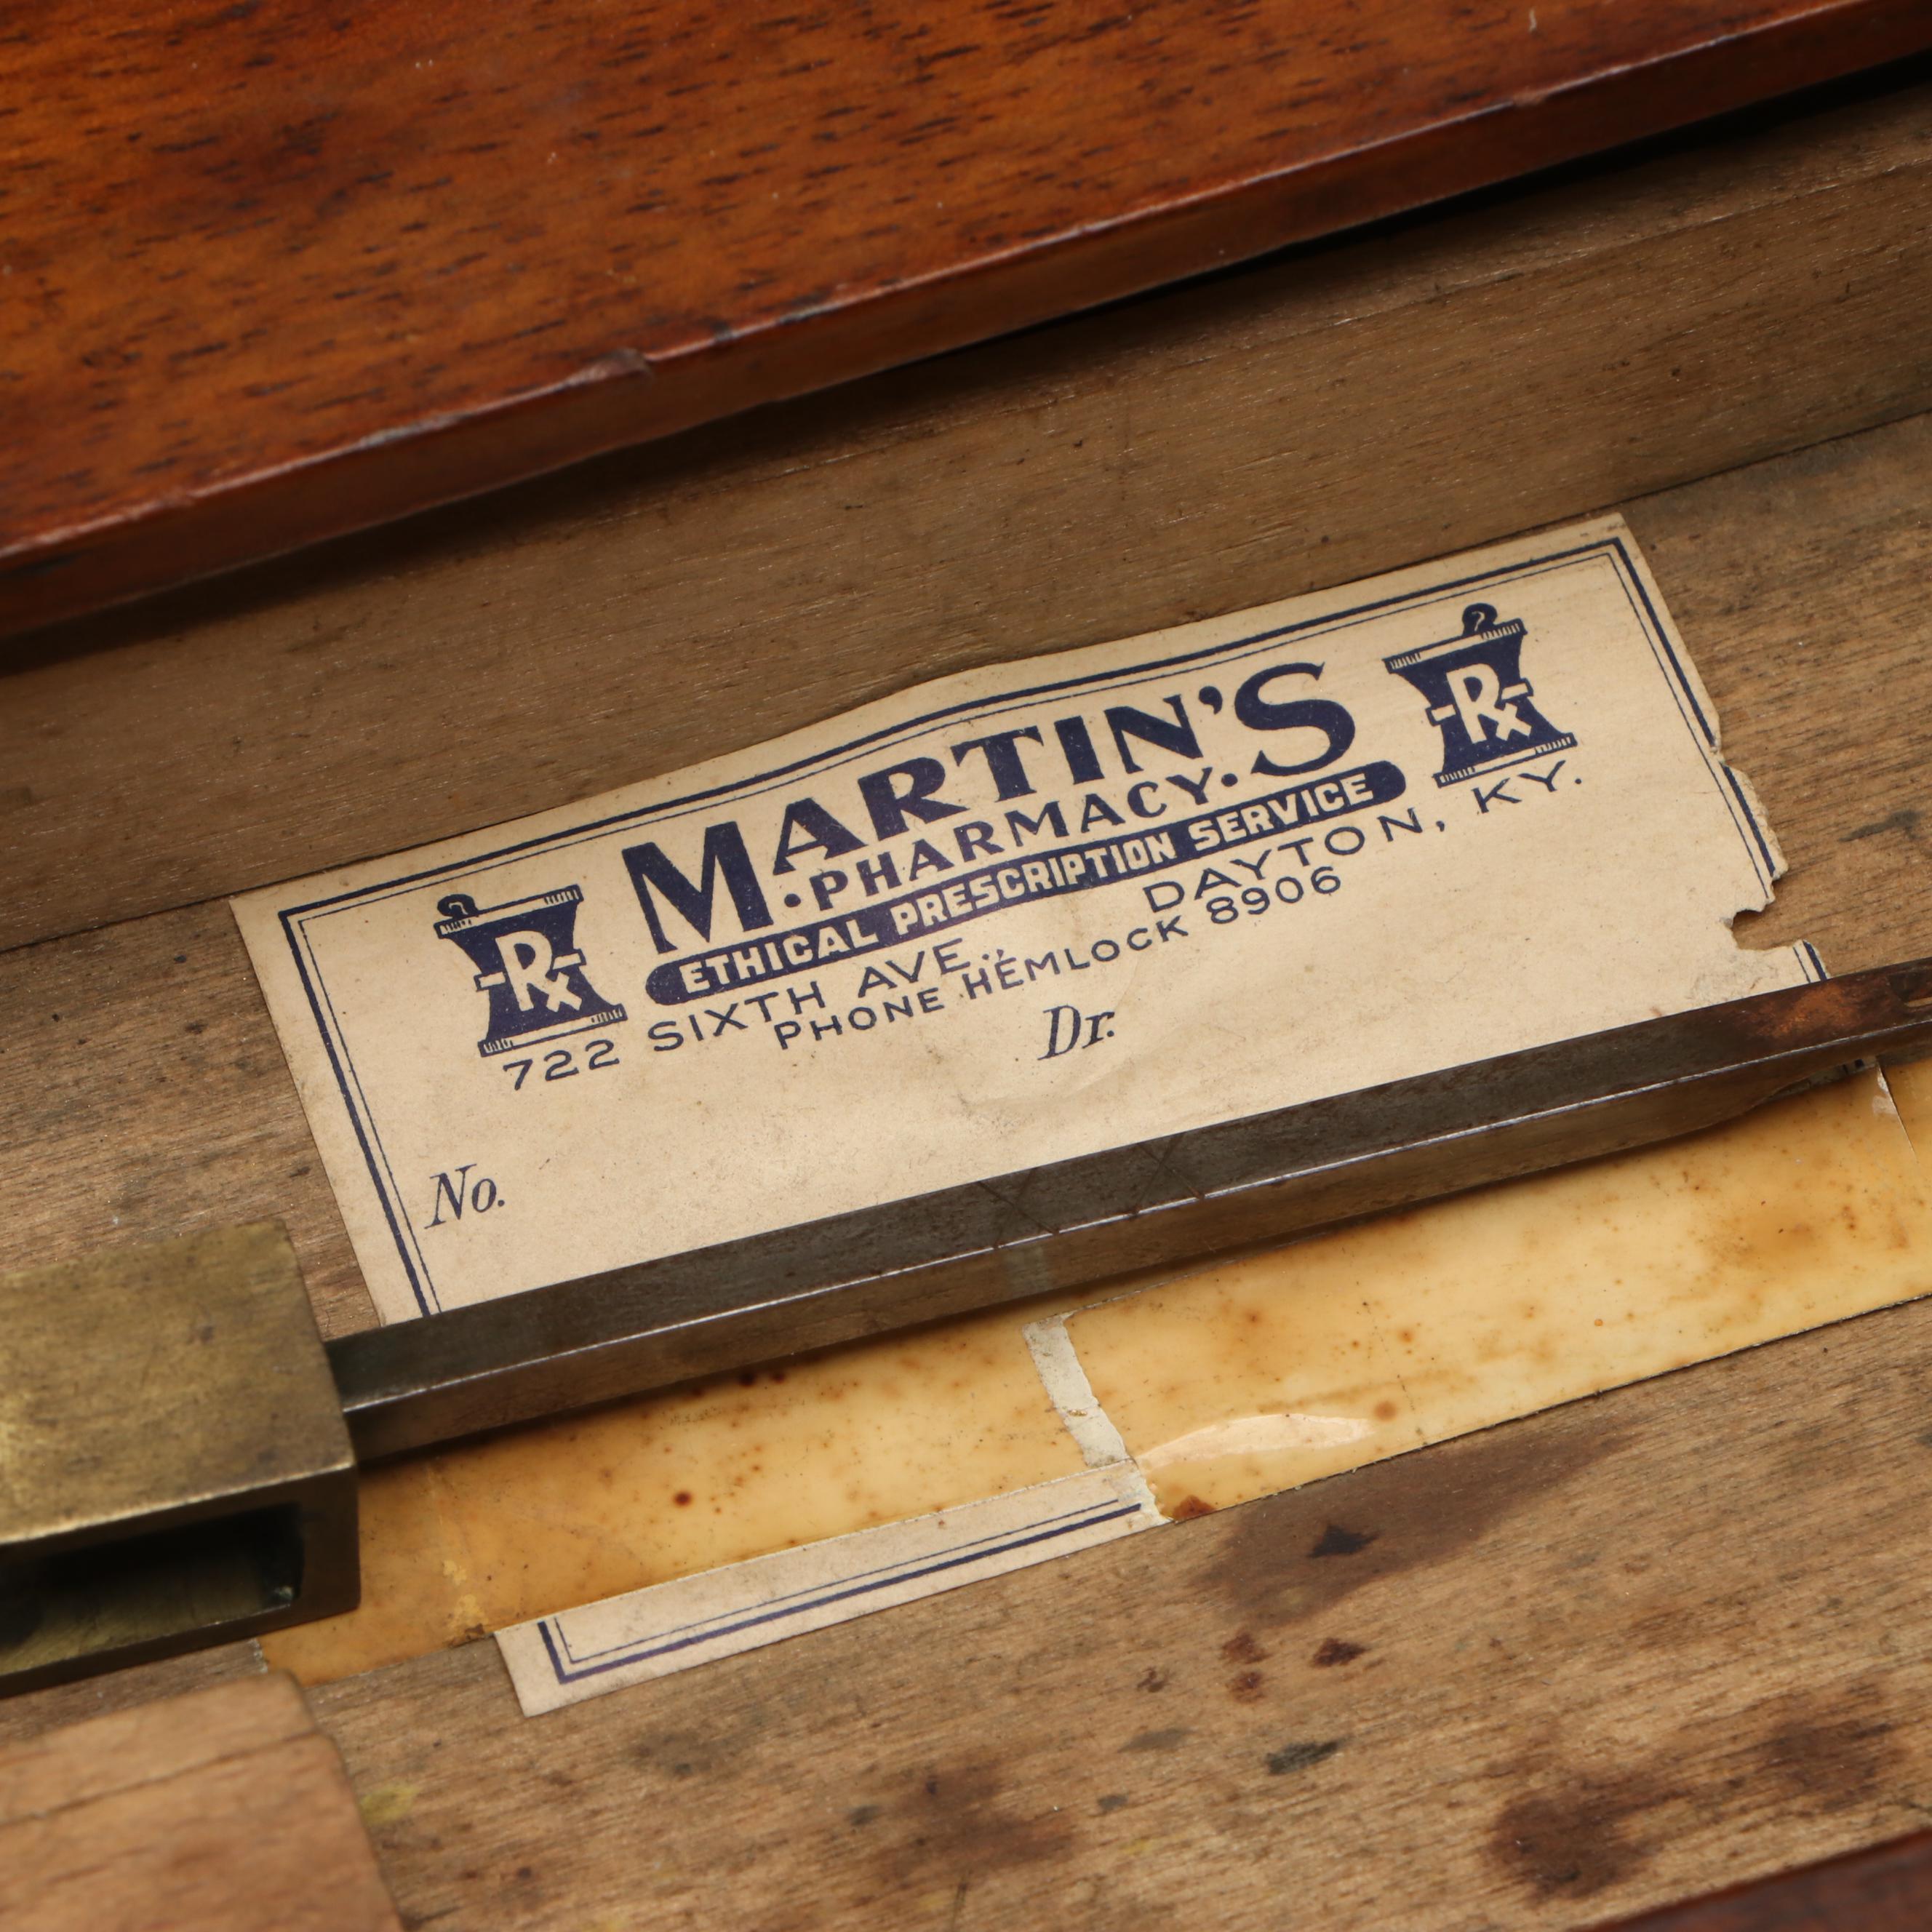 MARTIN'S
• PHARMACY •
ETHICAL PRESCRIPTION SERVICE
722 SIXTH AVE., DAYTON, KY.
PHONE HEMLOCK 8906
No. Dr.
Rx
Rx